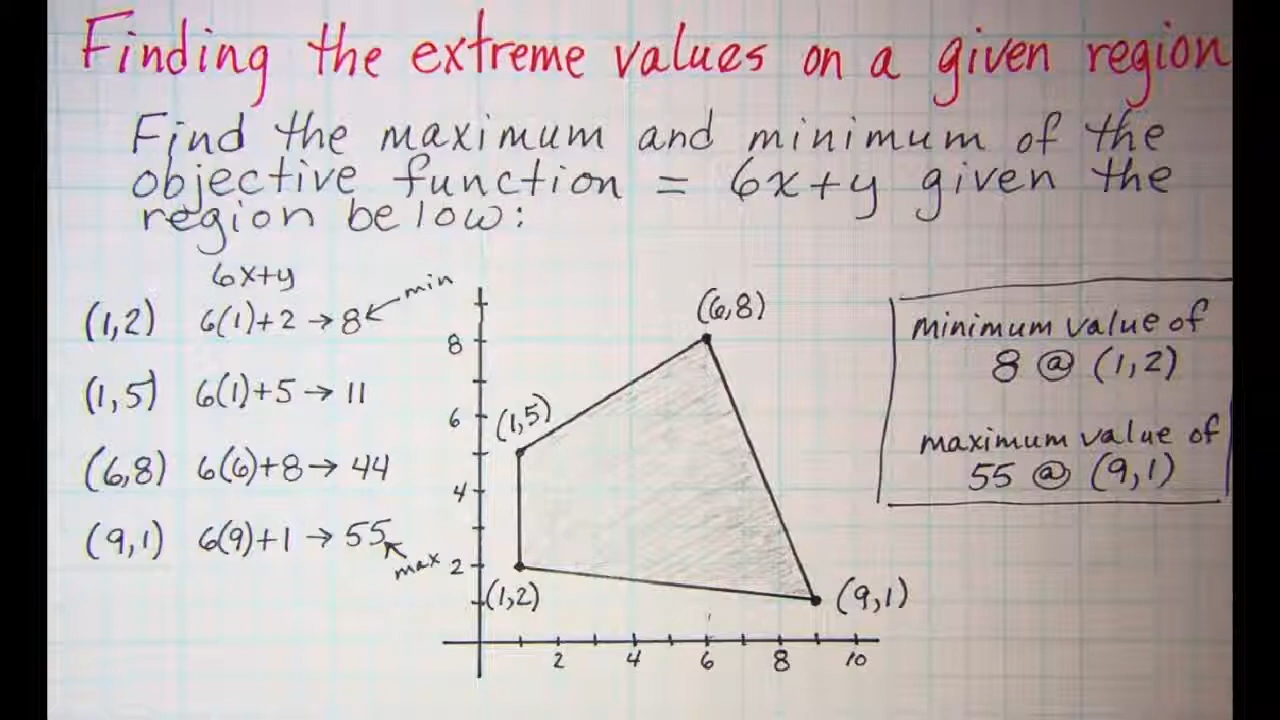 Finding the extreme values on a given region
Find the maximum and minimum of the
objective function = 6x+y given the
region below:
6x+y
(1,2) 6(1)+2 → 8 ← min
(1,5) 6(1)+5 → 11
(6,8) 6(6)+8 → 44
(9,1) 6(9)+1 → 55 ↖ max
(6,8)
8
(1,5)
6
4
2
(1,2)
(9,1)
2 4 6 8 10
minimum value of
8 @ (1,2)
maximum value of
55 @ (9,1)